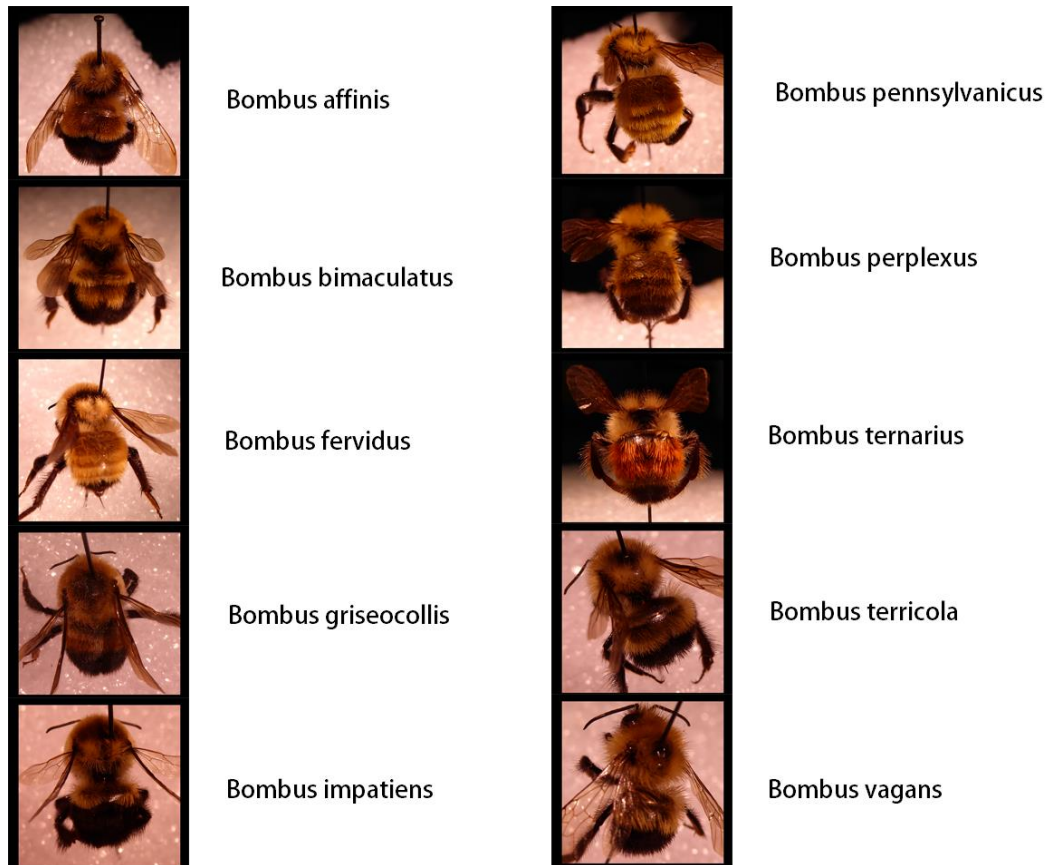 Bombus affinis
Bombus bimaculatus
Bombus fervidus
Bombus griseocollis
Bombus impatiens
Bombus pennsylvanicus
Bombus perplexus
Bombus ternarius
Bombus terricola
Bombus vagans